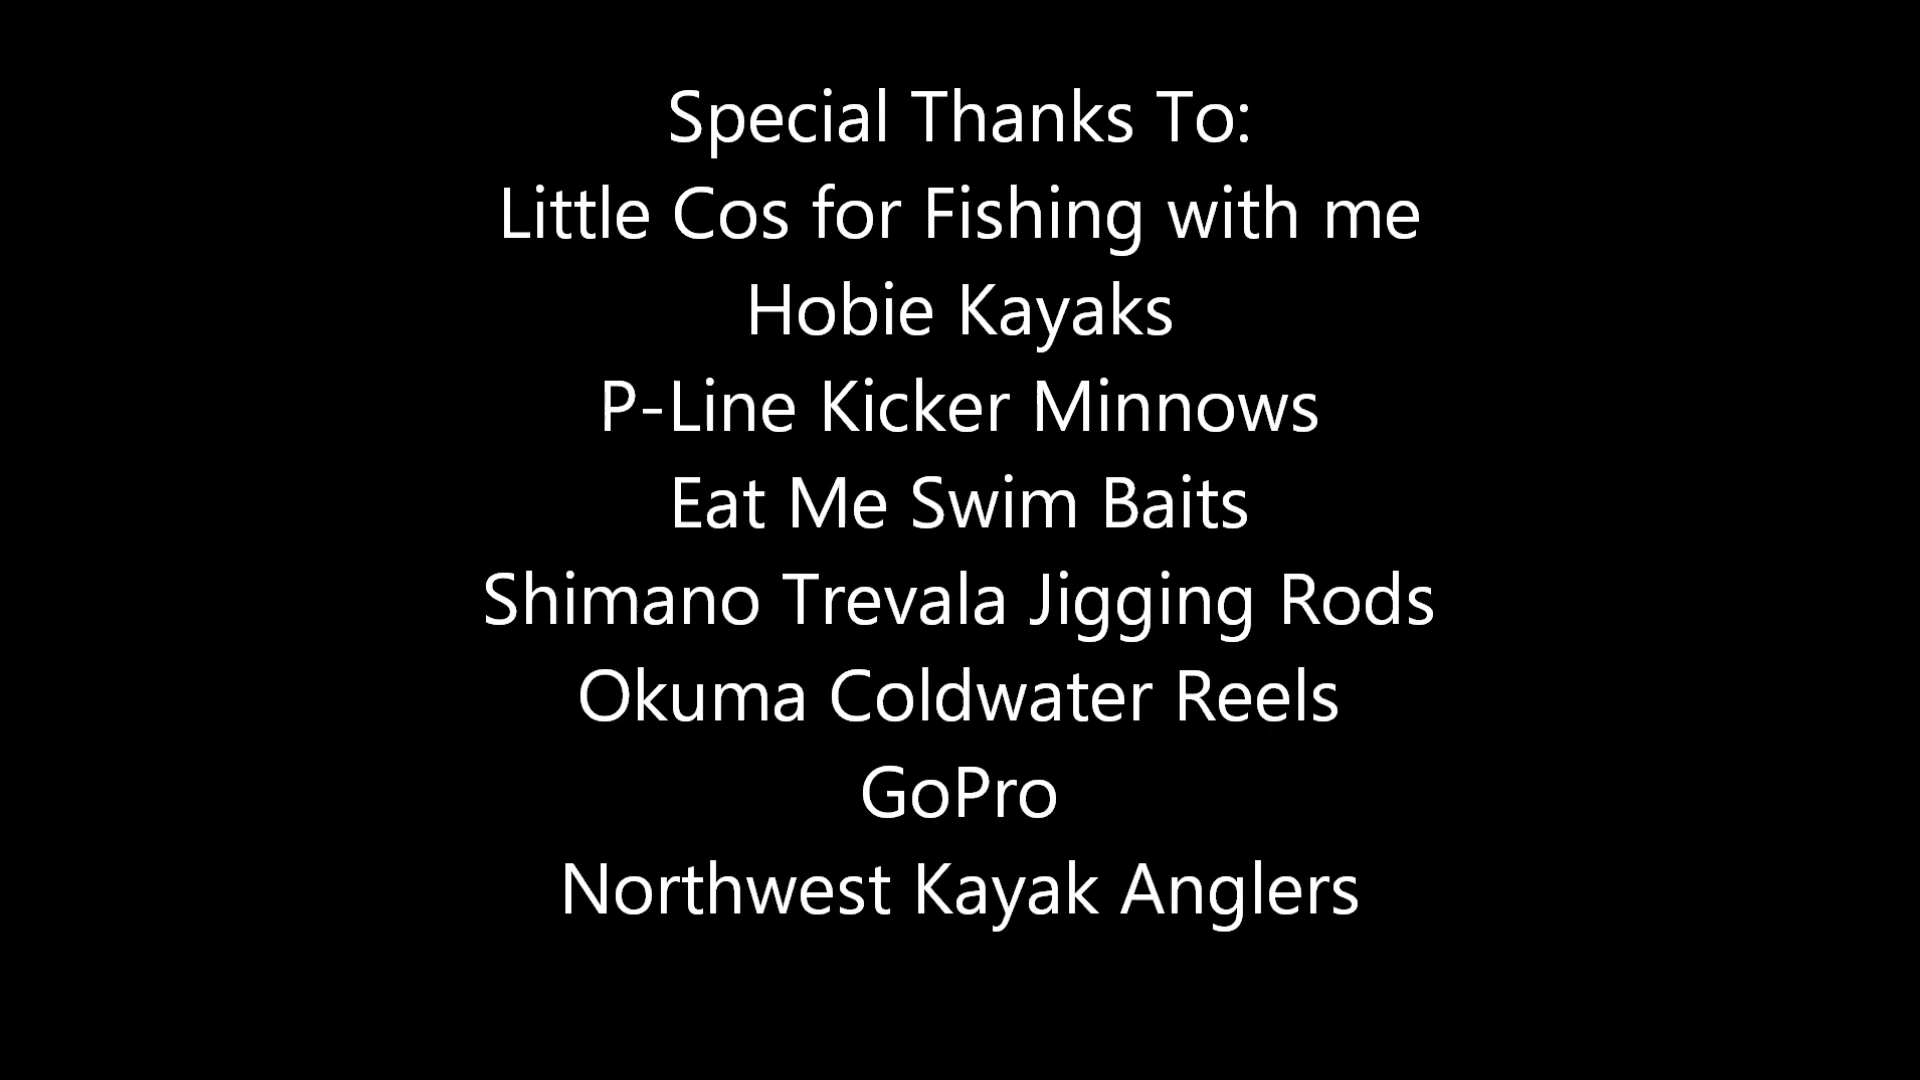 Special Thanks To:
Little Cos for Fishing with me
Hobie Kayaks
P-Line Kicker Minnows
Eat Me Swim Baits
Shimano Trevala Jigging Rods
Okuma Coldwater Reels
GoPro
Northwest Kayak Anglers